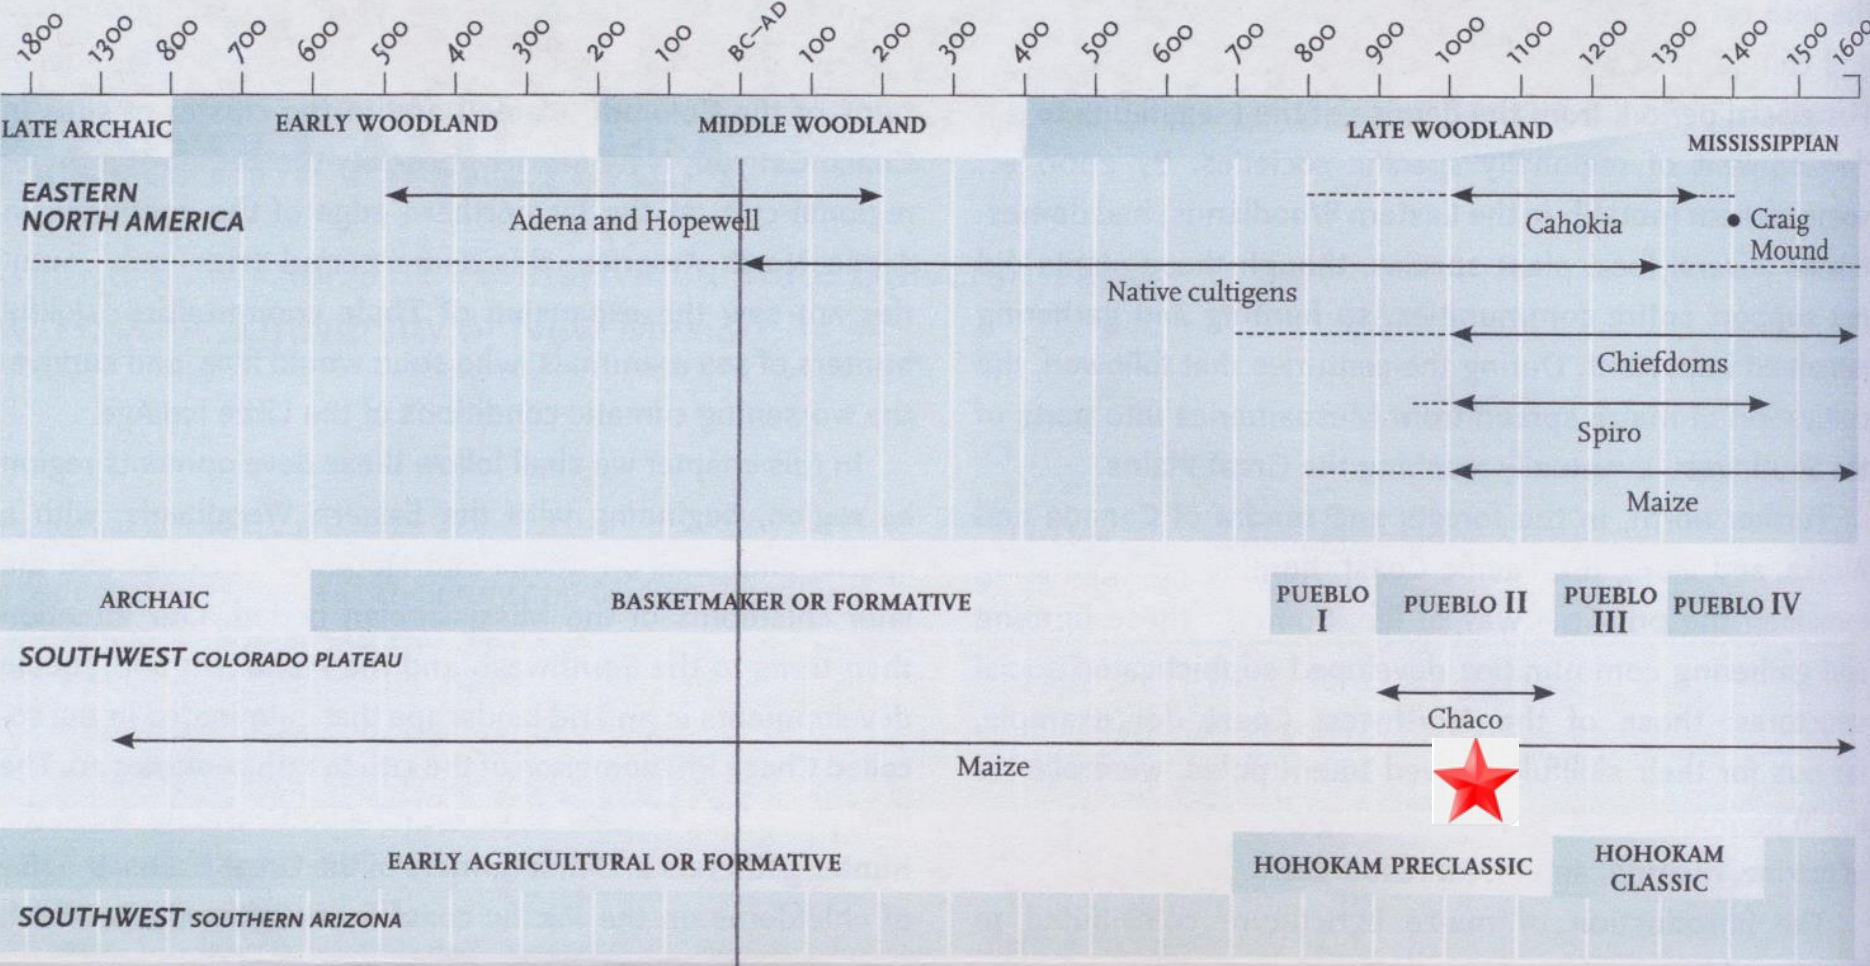 1800 1300 800 700 600 500 400 300 200 100 BC–AD 100 200 300 400 500 600 700 800 900 1000 1100 1200 1300 1400 1500 1600
LATE ARCHAIC EARLY WOODLAND MIDDLE WOODLAND LATE WOODLAND MISSISSIPPIAN
EASTERN
NORTH AMERICA
Adena and Hopewell
Cahokia
Craig
Mound
Native cultigens
Chiefdoms
Spiro
Maize
ARCHAIC BASKETMAKER OR FORMATIVE
PUEBLO
I
PUEBLO II
PUEBLO
III
PUEBLO IV
SOUTHWEST COLORADO PLATEAU
Chaco
Maize
EARLY AGRICULTURAL OR FORMATIVE
HOHOKAM PRECLASSIC
HOHOKAM
CLASSIC
SOUTHWEST SOUTHERN ARIZONA